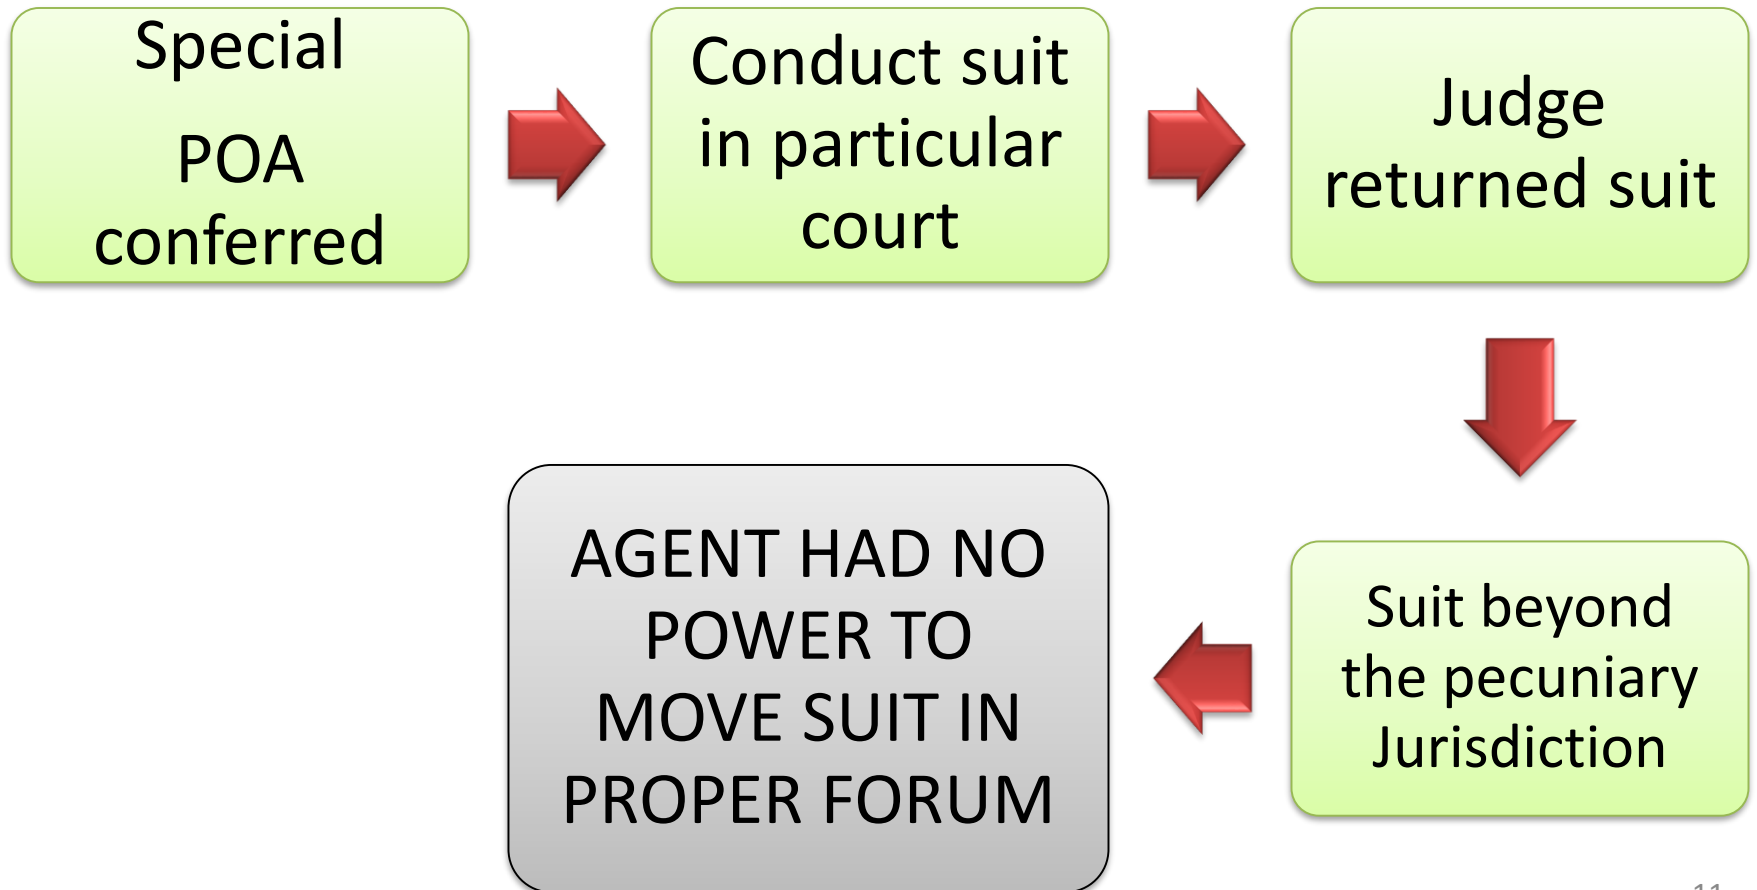 Special
POA
conferred
Conduct suit
in particular
court
Judge
returned suit
Suit beyond
the pecuniary
Jurisdiction
AGENT HAD NO
POWER TO
MOVE SUIT IN
PROPER FORUM
11